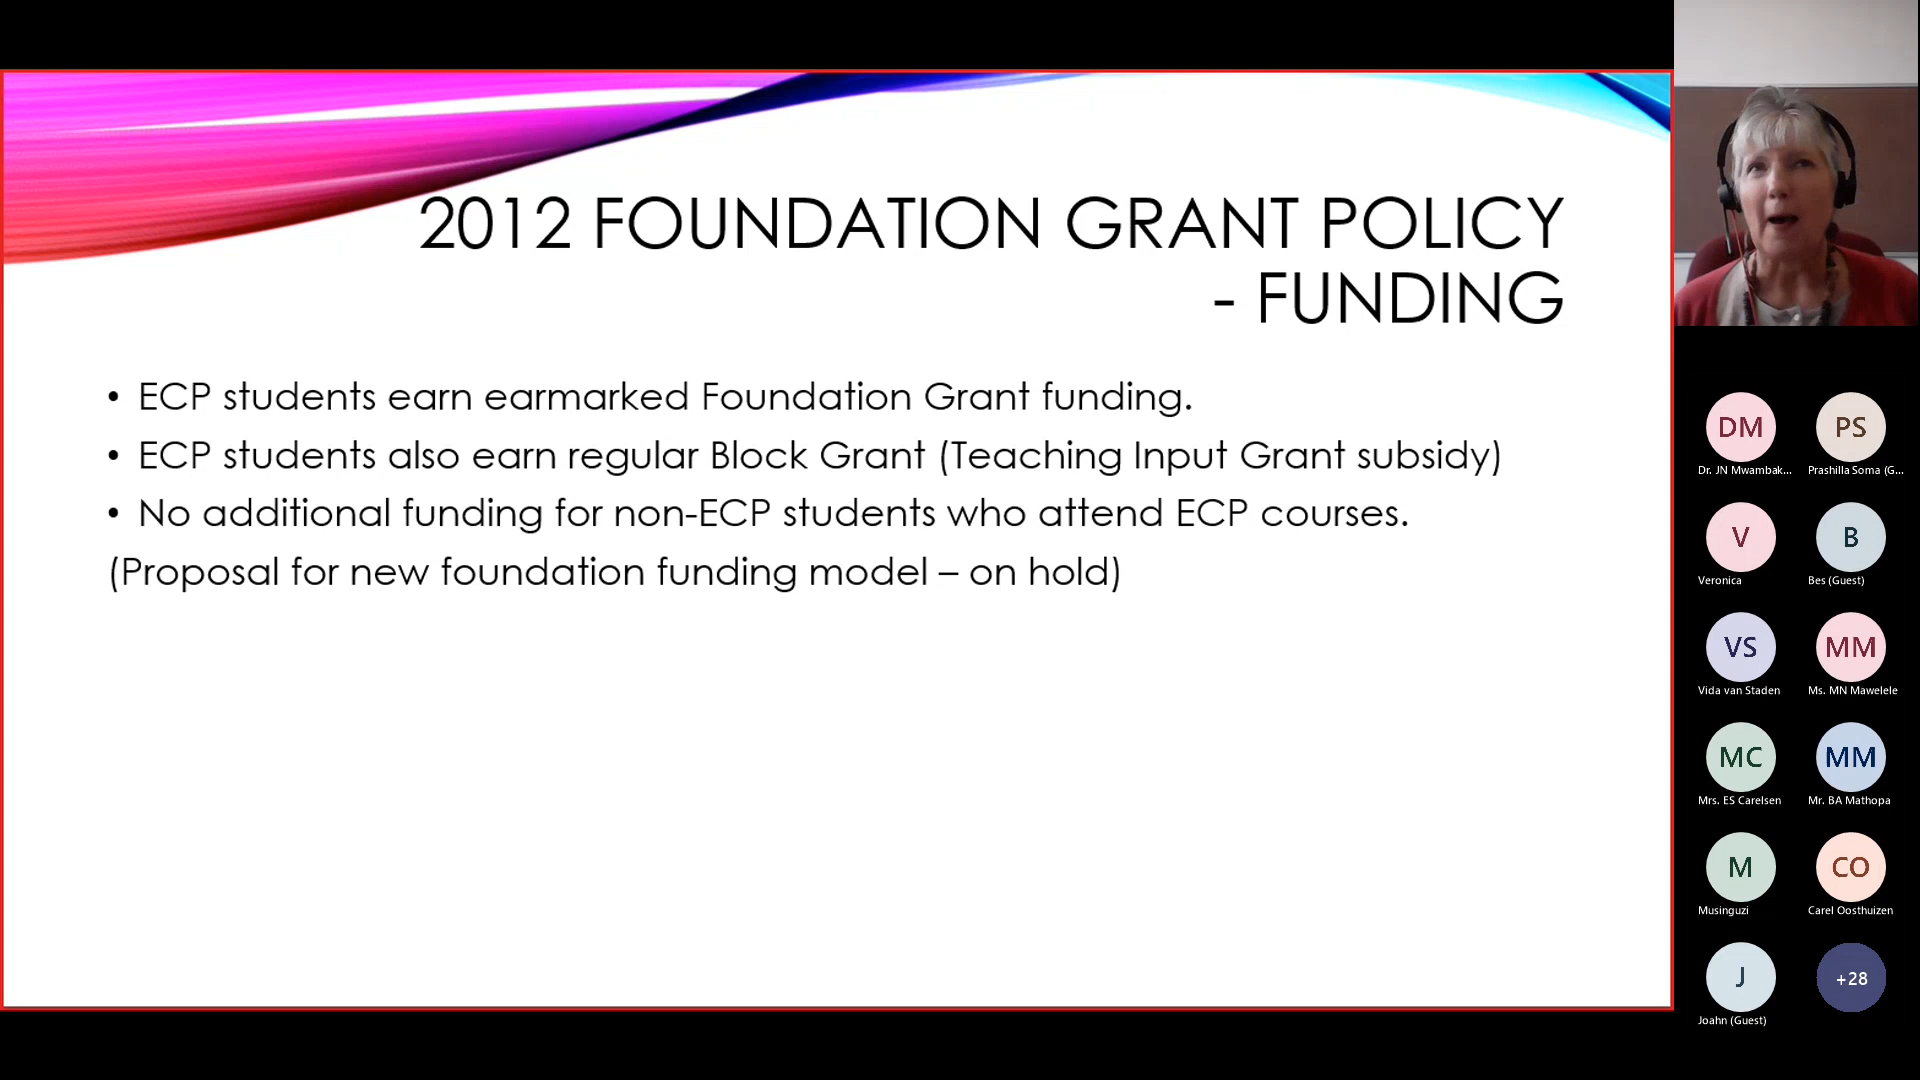 2012 FOUNDATION GRANT POLICY
- FUNDING
• ECP students earn earmarked Foundation Grant funding.
• ECP students also earn regular Block Grant (Teaching Input Grant subsidy)
• No additional funding for non-ECP students who attend ECP courses.
(Proposal for new foundation funding model – on hold)
DM PS
Dr. JN Mwambak... Prashilla Soma (G...
V B
Veronica Bes (Guest)
VS MM
Vida van Staden Ms. MN Mawelele
MC MM
Mrs. ES Carelsen Mr. BA Mathopa
M CO
Musinguzi Carel Oosthuizen
J +28
Joahn (Guest)